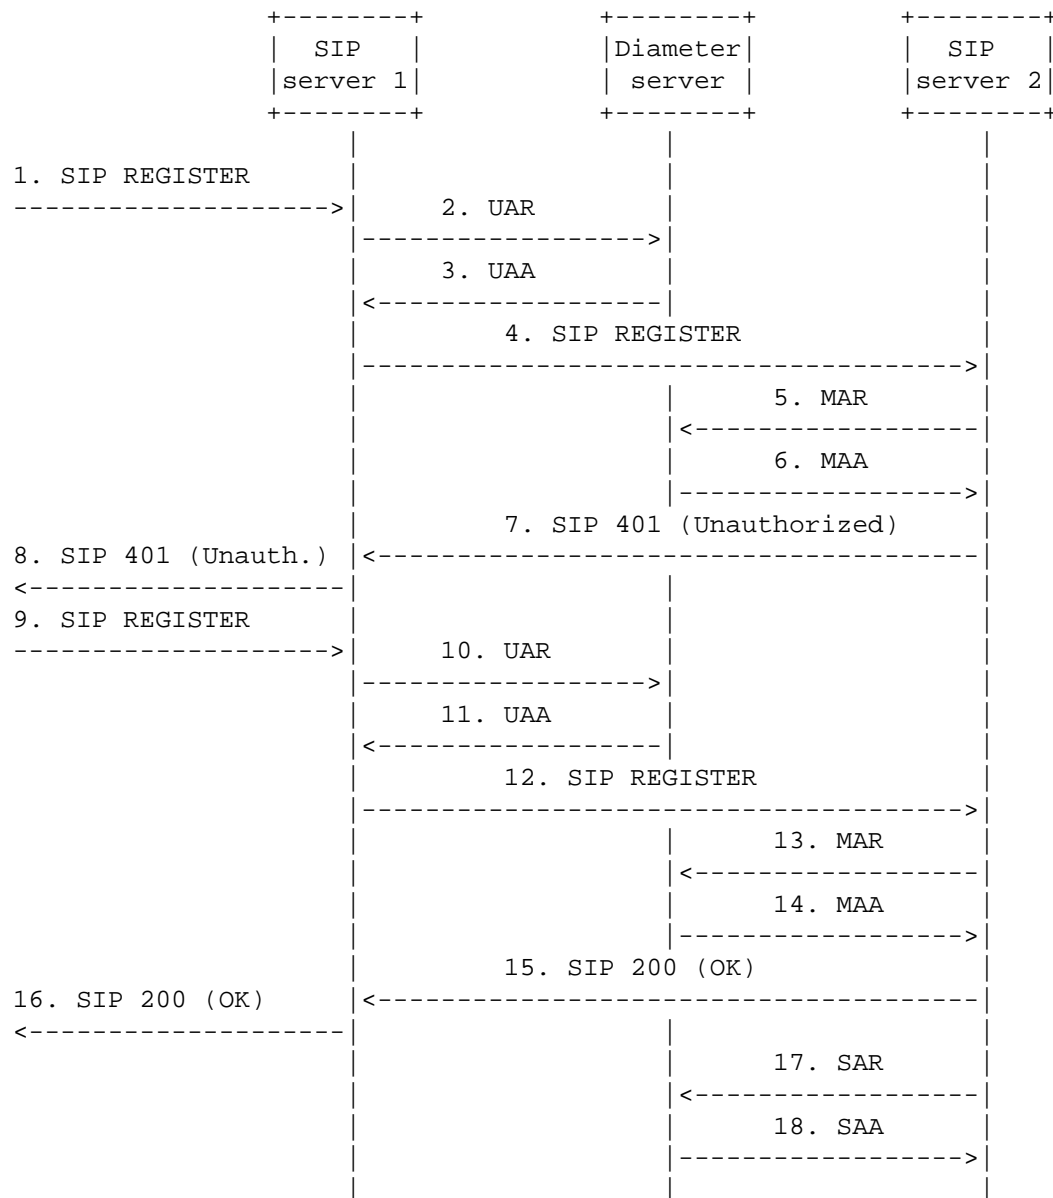 SIP Diameter SIP
server 1 server server 2
1. SIP REGISTER
2. UAR
3. UAA
4. SIP REGISTER
5. MAR
6. MAA
7. SIP 401 (Unauthorized)
8. SIP 401 (Unauth.)
9. SIP REGISTER
10. UAR
11. UAA
12. SIP REGISTER
13. MAR
14. MAA
15. SIP 200 (OK)
16. SIP 200 (OK)
17. SAR
18. SAA